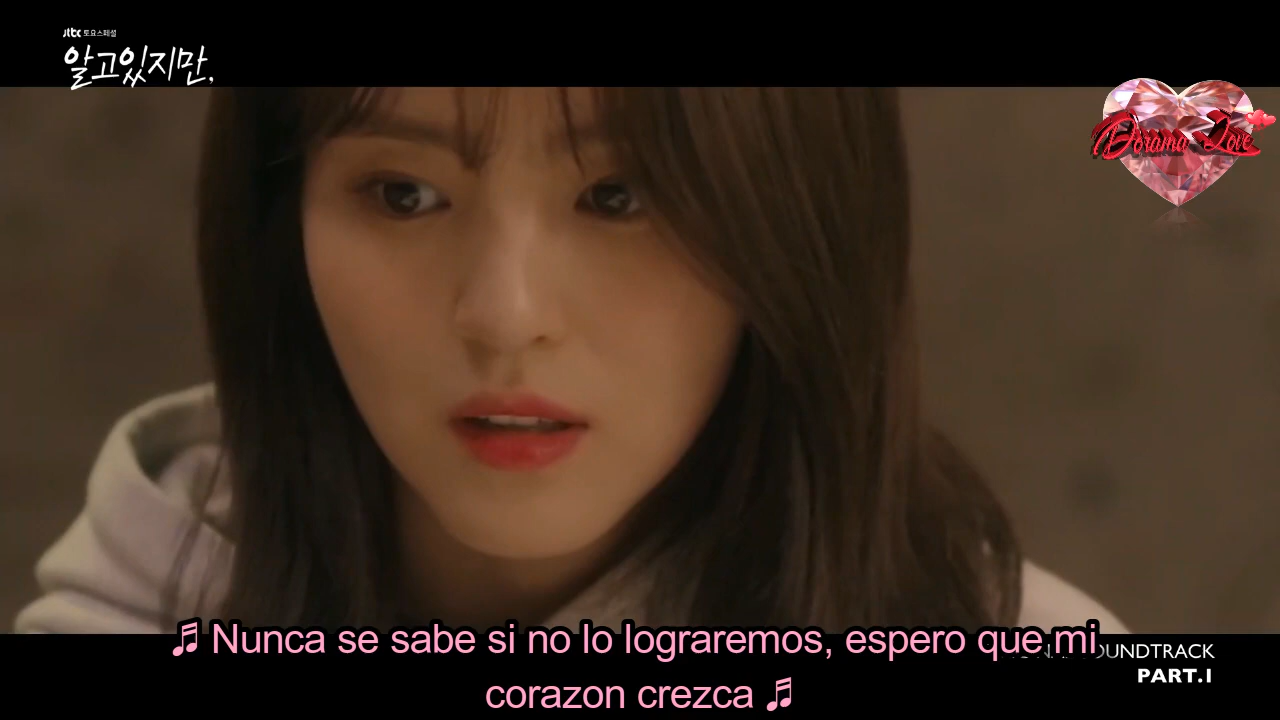 jtbc 토요스페셜
알고있지만,
Dorama Love
♬ Nunca se sabe si no lo lograremos, espero que mi
corazon crezca ♬
SOUNDTRACK
PART.1